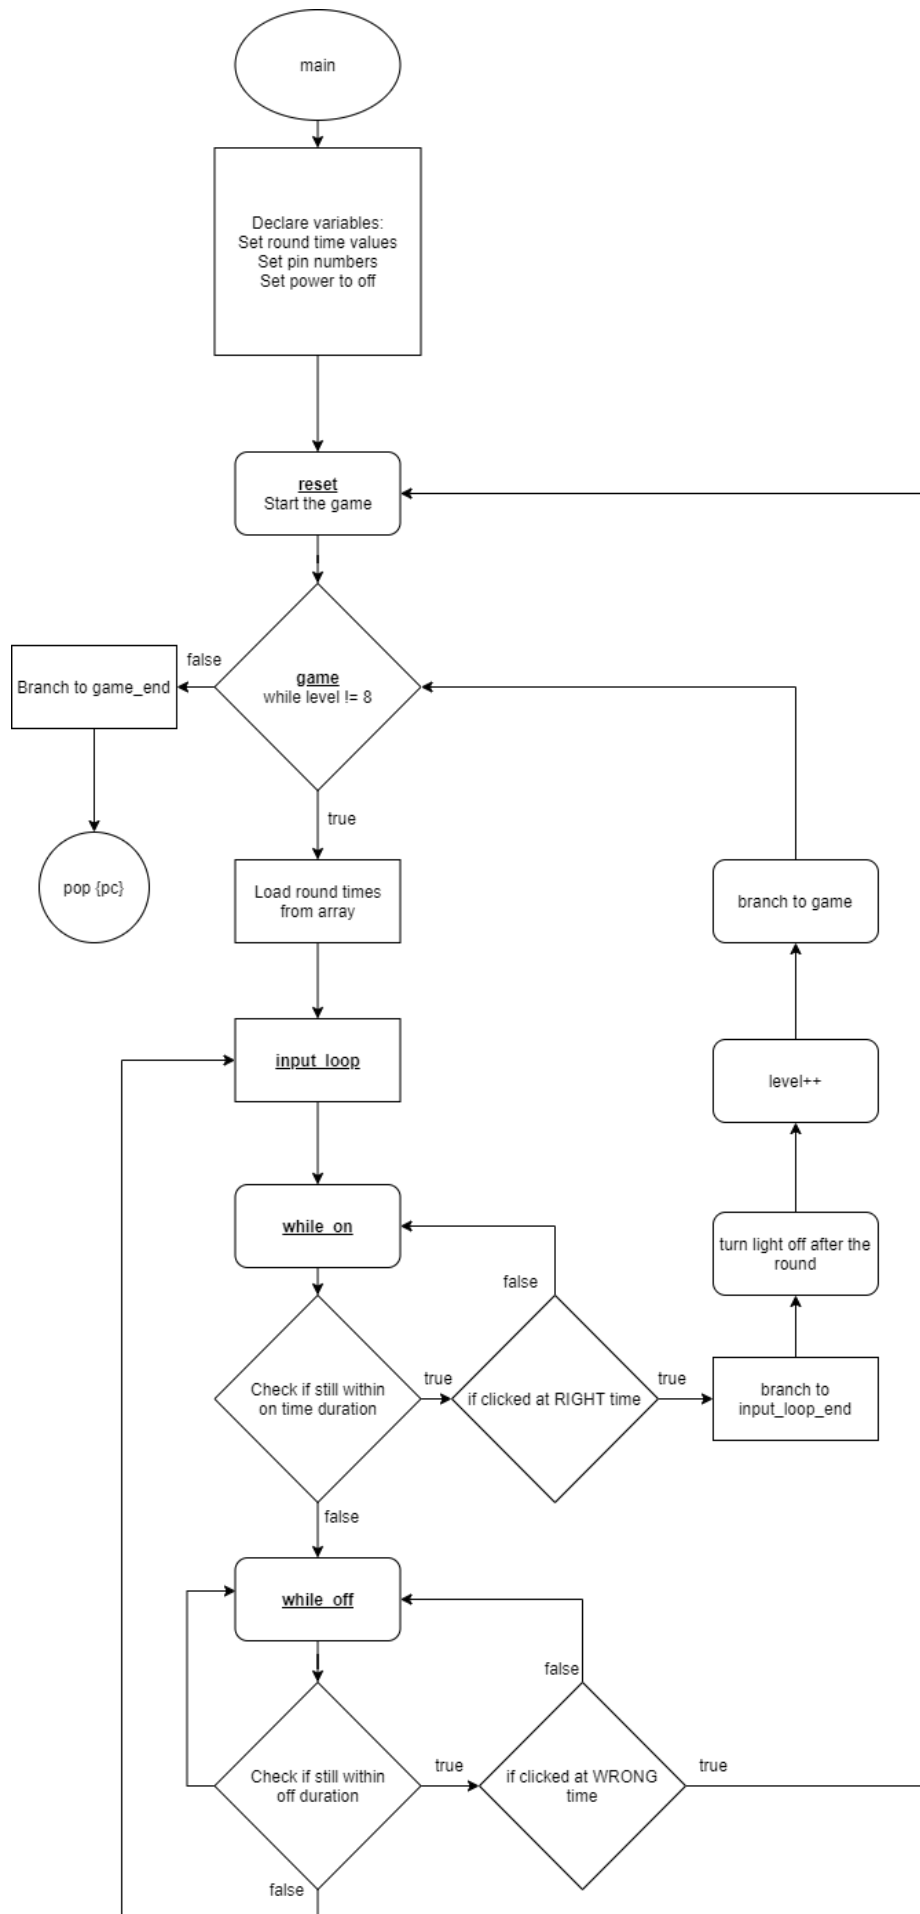 main
Declare variables:
Set round time values
Set pin numbers
Set power to off
reset
Start the game
false
Branch to game_end
game
while level != 8
true
pop {pc}
Load round times
from array
branch to game
input_loop
level++
while_on
turn light off after the
round
false
Check if still within
on time duration
true
if clicked at RIGHT time
true
branch to
input_loop_end
false
while_off
false
Check if still within
off duration
true
if clicked at WRONG
time
true
false